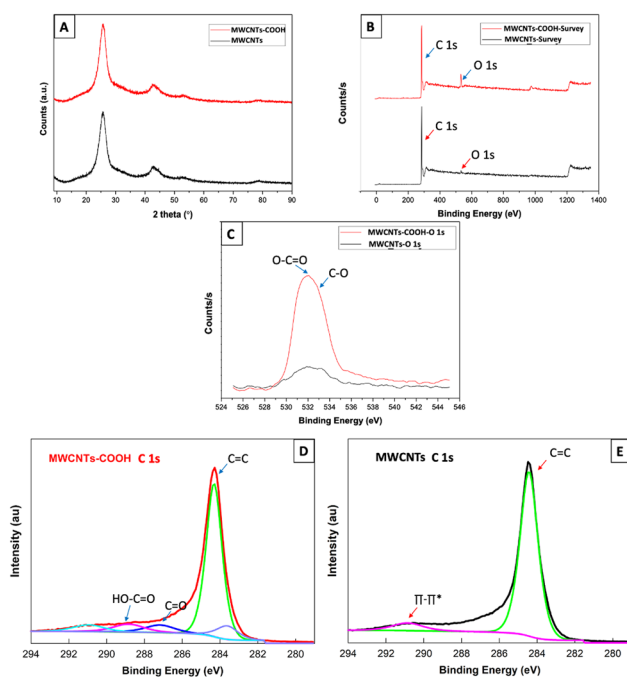 A
MWCNTs-COOH
MWCNTs
Counts (a.u.)
10 20 30 40 50 60 70 80 90
2 theta (°)
B
MWCNTs-COOH-Survey
MWCNTs-Survey
C 1s
O 1s
C 1s
O 1s
Counts/s
0 200 400 600 800 1000 1200 1400
Binding Energy (eV)
C
MWCNTs-COOH-O 1s
MWCNTs-O 1s
O-C=O
C-O
Counts/s
524 526 528 530 532 534 536 538 540 542 544 546
Binding Energy (eV)
D
MWCNTs-COOH C 1s
C=C
HO-C=O
C=O
Intensity (au)
294 292 290 288 286 284 282 280
Binding Energy (eV)
E
MWCNTs C 1s
C=C
∏-∏*
Intensity (au)
294 292 290 288 286 284 282 280
Binding Energy (eV)